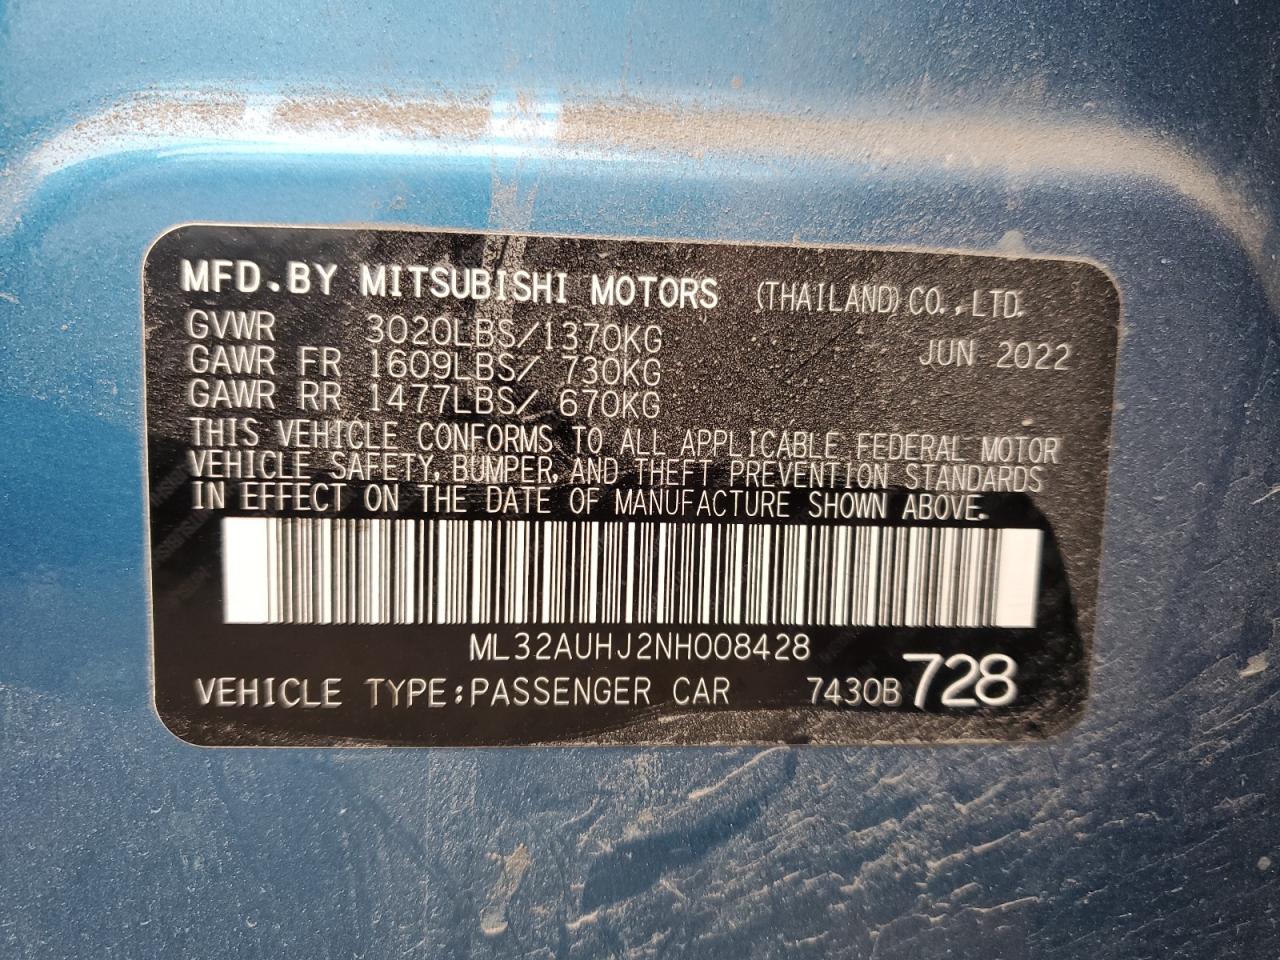 MFD.BY MITSUBISHI MOTORS (THAILAND) CO.,LTD.
GVWR 3020LBS/1370KG JUN 2022
GAWR FR 1609LBS/ 730KG
GAWR RR 1477LBS/ 670KG
THIS VEHICLE CONFORMS TO ALL APPLICABLE FEDERAL MOTOR
VEHICLE SAFETY, BUMPER, AND THEFT PREVENTION STANDARDS
IN EFFECT ON THE DATE OF MANUFACTURE SHOWN ABOVE.
ML32AUHJ2NH008428
VEHICLE TYPE:PASSENGER CAR 7430B 728